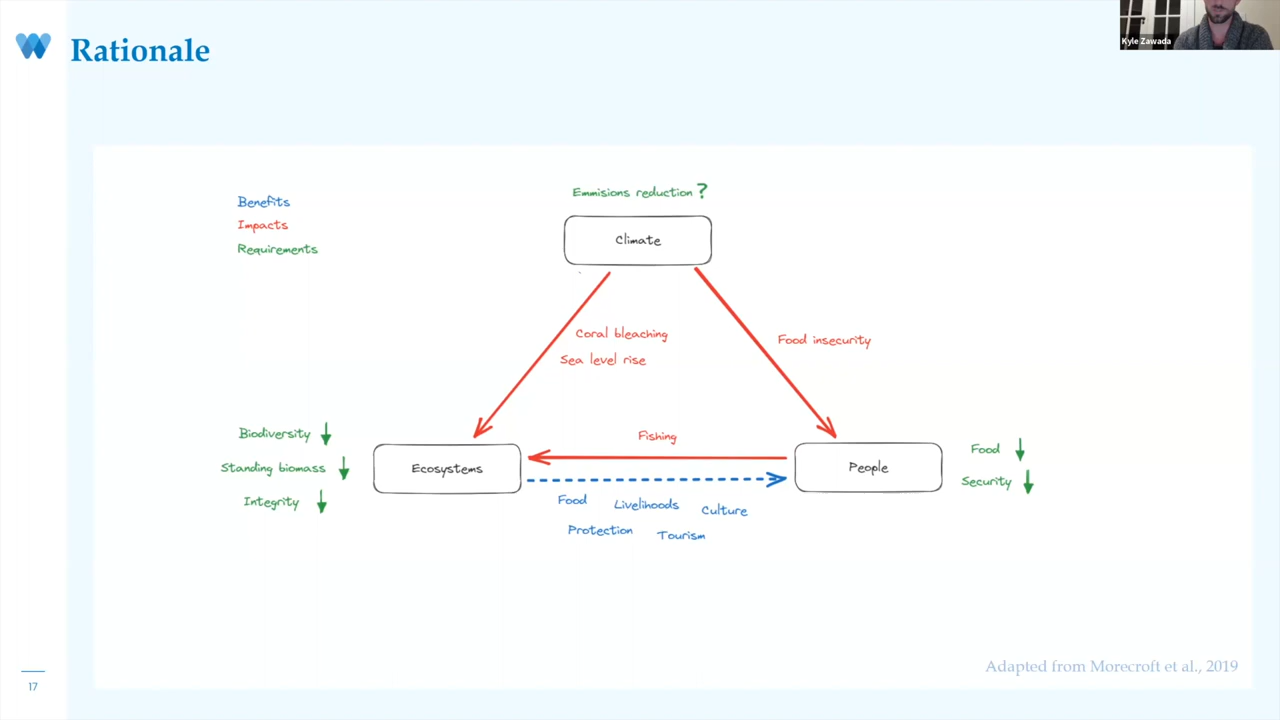 Kyle Zawada
Rationale
Emmisions reduction ?
Benefits
Impacts
Requirements
Climate
Coral bleaching
Sea level rise
Food insecurity
Biodiversity
Standing biomass
Integrity
Ecosystems
Fishing
People
Food
Security
Food Livelihoods Culture
Protection Tourism
Adapted from Morecroft et al., 2019
17